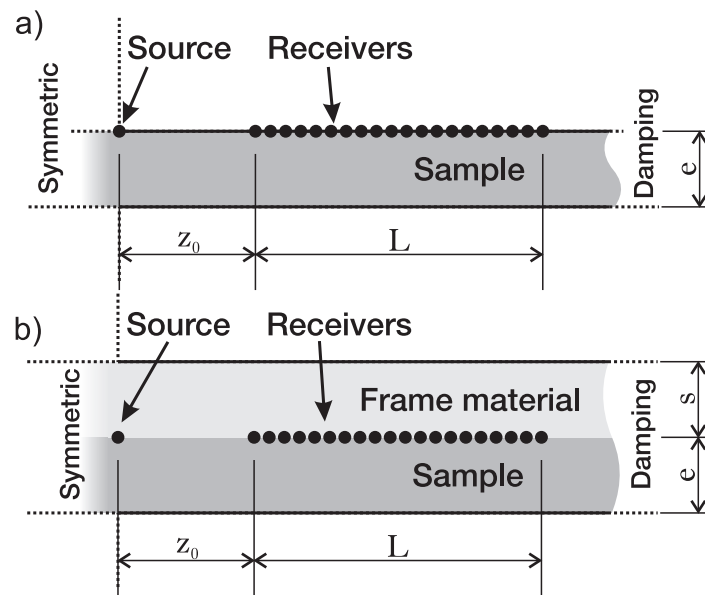 a)
Source
Receivers
Symmetric
Damping
Sample
e
z₀
L
b)
Source
Receivers
Symmetric
Damping
Frame material
s
Sample
e
z₀
L